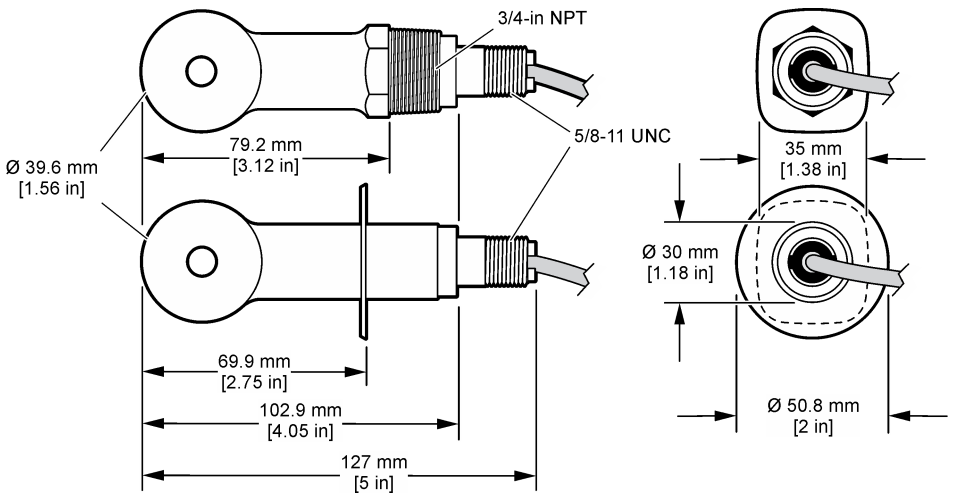 3/4-in NPT
79.2 mm
[3.12 in]
5/8-11 UNC
35 mm
[1.38 in]
Ø 39.6 mm
[1.56 in]
Ø 30 mm
[1.18 in]
69.9 mm
[2.75 in]
102.9 mm
[4.05 in]
Ø 50.8 mm
[2 in]
127 mm
[5 in]